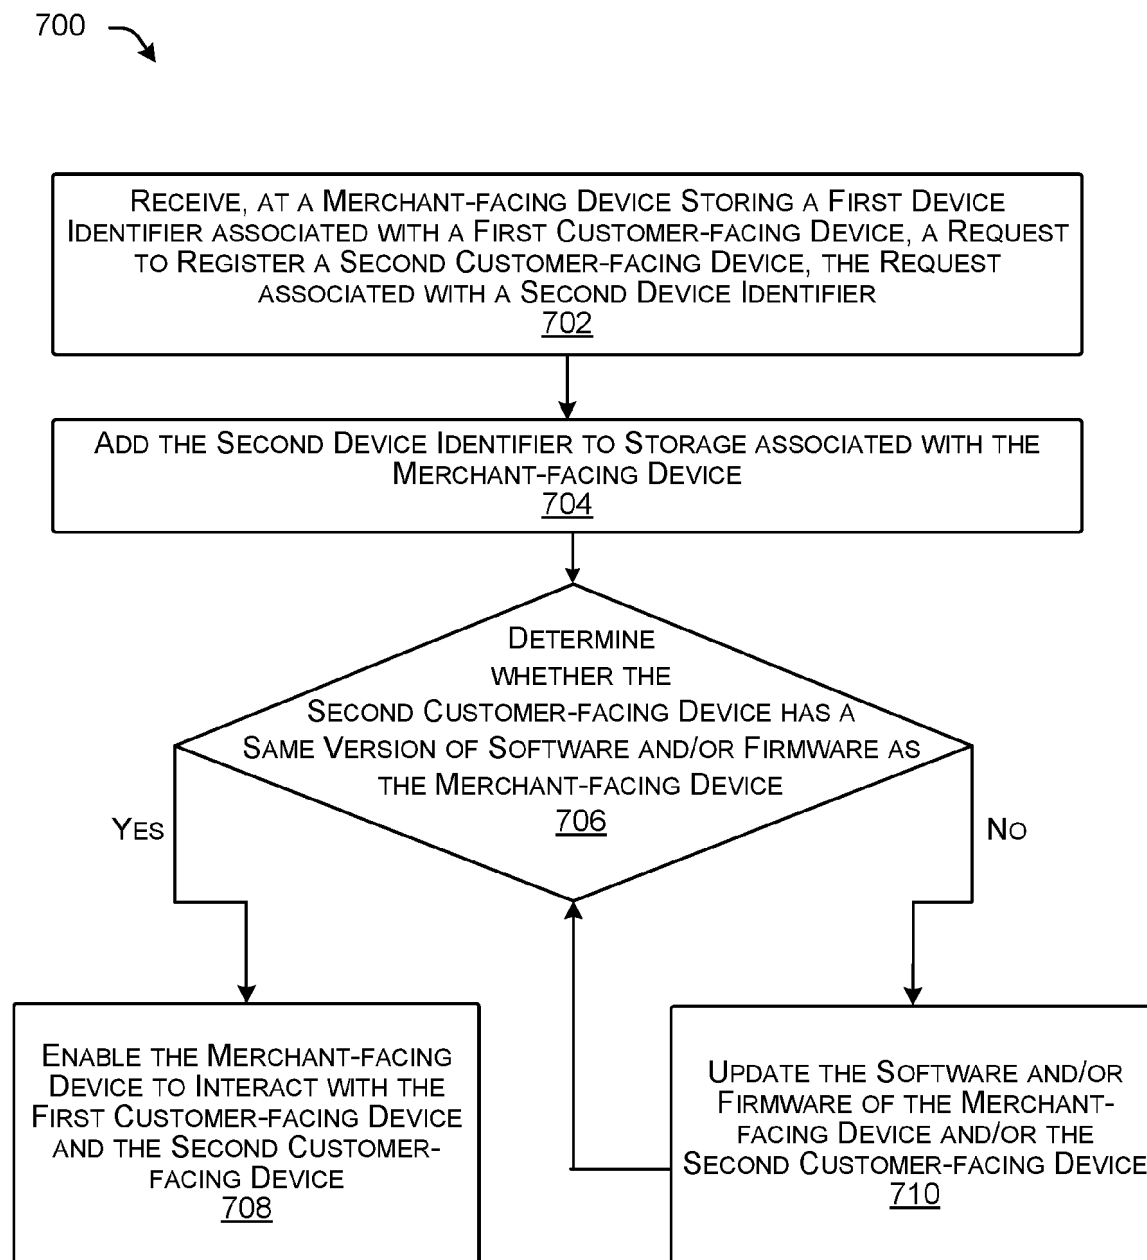 700
RECEIVE, AT A MERCHANT-FACING DEVICE STORING A FIRST DEVICE
IDENTIFIER ASSOCIATED WITH A FIRST CUSTOMER-FACING DEVICE, A REQUEST
TO REGISTER A SECOND CUSTOMER-FACING DEVICE, THE REQUEST
ASSOCIATED WITH A SECOND DEVICE IDENTIFIER
702
ADD THE SECOND DEVICE IDENTIFIER TO STORAGE ASSOCIATED WITH THE
MERCHANT-FACING DEVICE
704
DETERMINE
WHETHER THE
SECOND CUSTOMER-FACING DEVICE HAS A
SAME VERSION OF SOFTWARE AND/OR FIRMWARE AS
THE MERCHANT-FACING DEVICE
706
YES
NO
ENABLE THE MERCHANT-FACING
DEVICE TO INTERACT WITH THE
FIRST CUSTOMER-FACING DEVICE
AND THE SECOND CUSTOMER-
FACING DEVICE
708
UPDATE THE SOFTWARE AND/OR
FIRMWARE OF THE MERCHANT-
FACING DEVICE AND/OR THE
SECOND CUSTOMER-FACING DEVICE
710